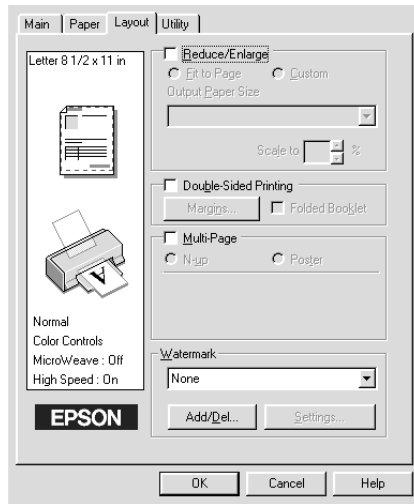 Main Paper Layout Utility
Letter 8 1/2 x 11 in
Normal
Color Controls
MicroWeave : Off
High Speed : On
EPSON
Reduce/Enlarge
Fit to Page Custom
Output Paper Size
Scale to %
Double-Sided Printing
Margins... Folded Booklet
Multi-Page
N-up Poster
Watermark
None
Add/Del... Settings...
OK Cancel Help